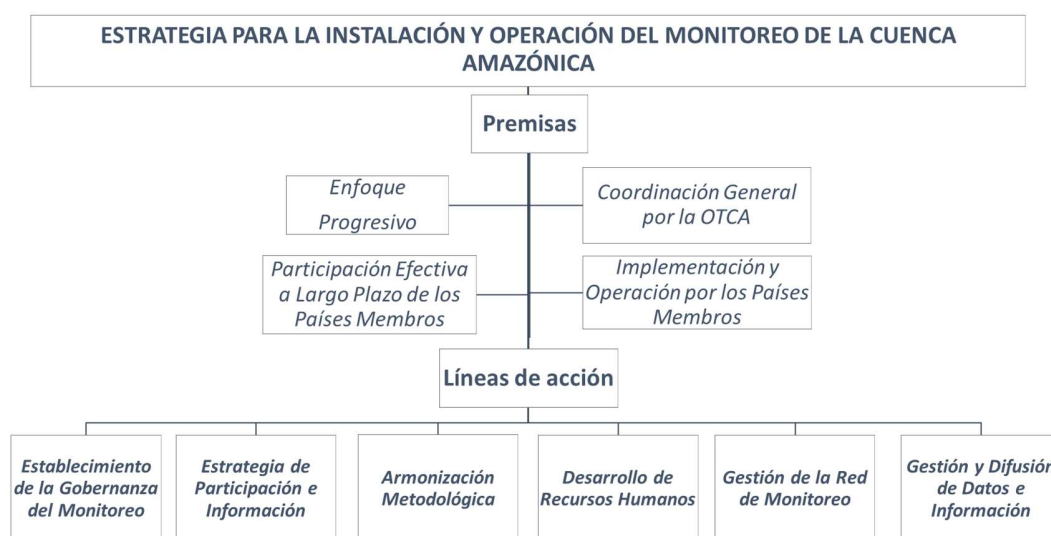 ESTRATEGIA PARA LA INSTALACIÓN Y OPERACIÓN DEL MONITOREO DE LA CUENCA
AMAZÓNICA
Premisas
Enfoque
Progresivo
Coordinación General
por la OTCA
Participación Efectiva
a Largo Plazo de los
Países Membros
Implementación y
Operación por los Países
Membros
Líneas de acción
Establecimiento
de la Gobernanza
del Monitoreo
Estrategia de
Participación e
Información
Armonización
Metodológica
Desarrollo de
Recursos Humanos
Gestión de la Red
de Monitoreo
Gestión y Difusión
de Datos e
Información